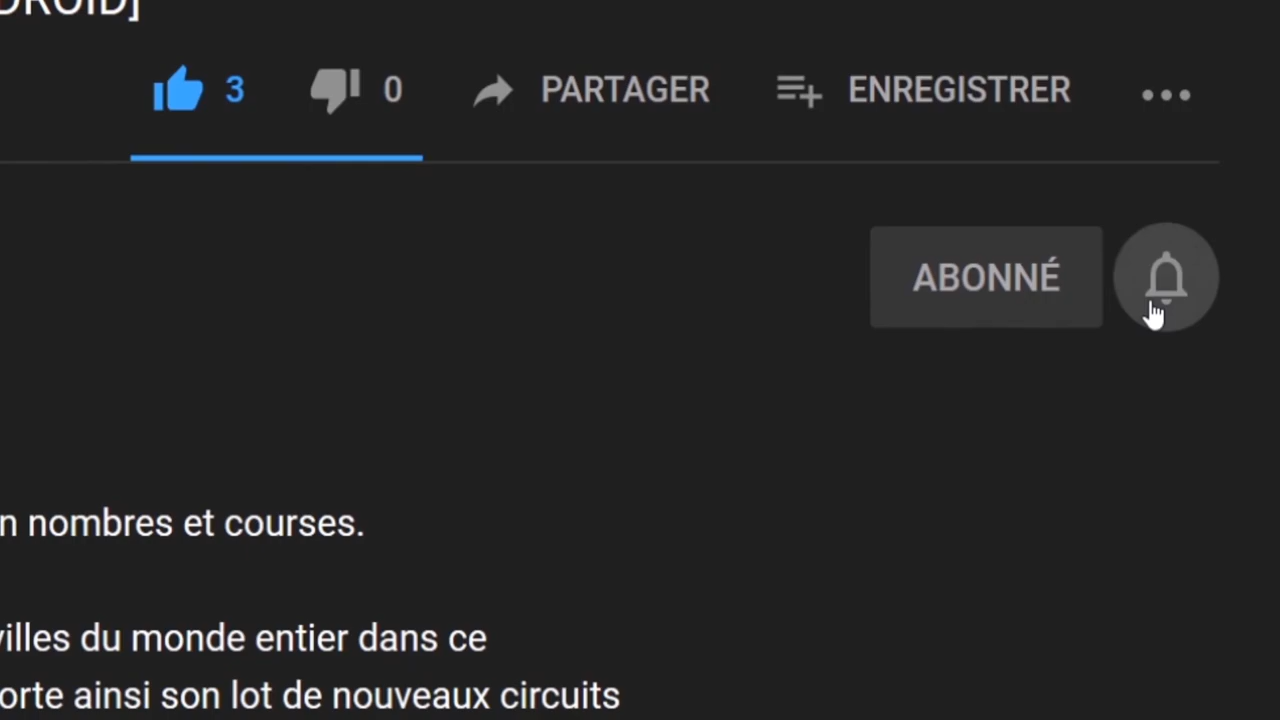 DROID]
3 0 PARTAGER ENREGISTRER
ABONNÉ
nombres et courses.
villes du monde entier dans ce
ainsi son lot de nouveaux circuits